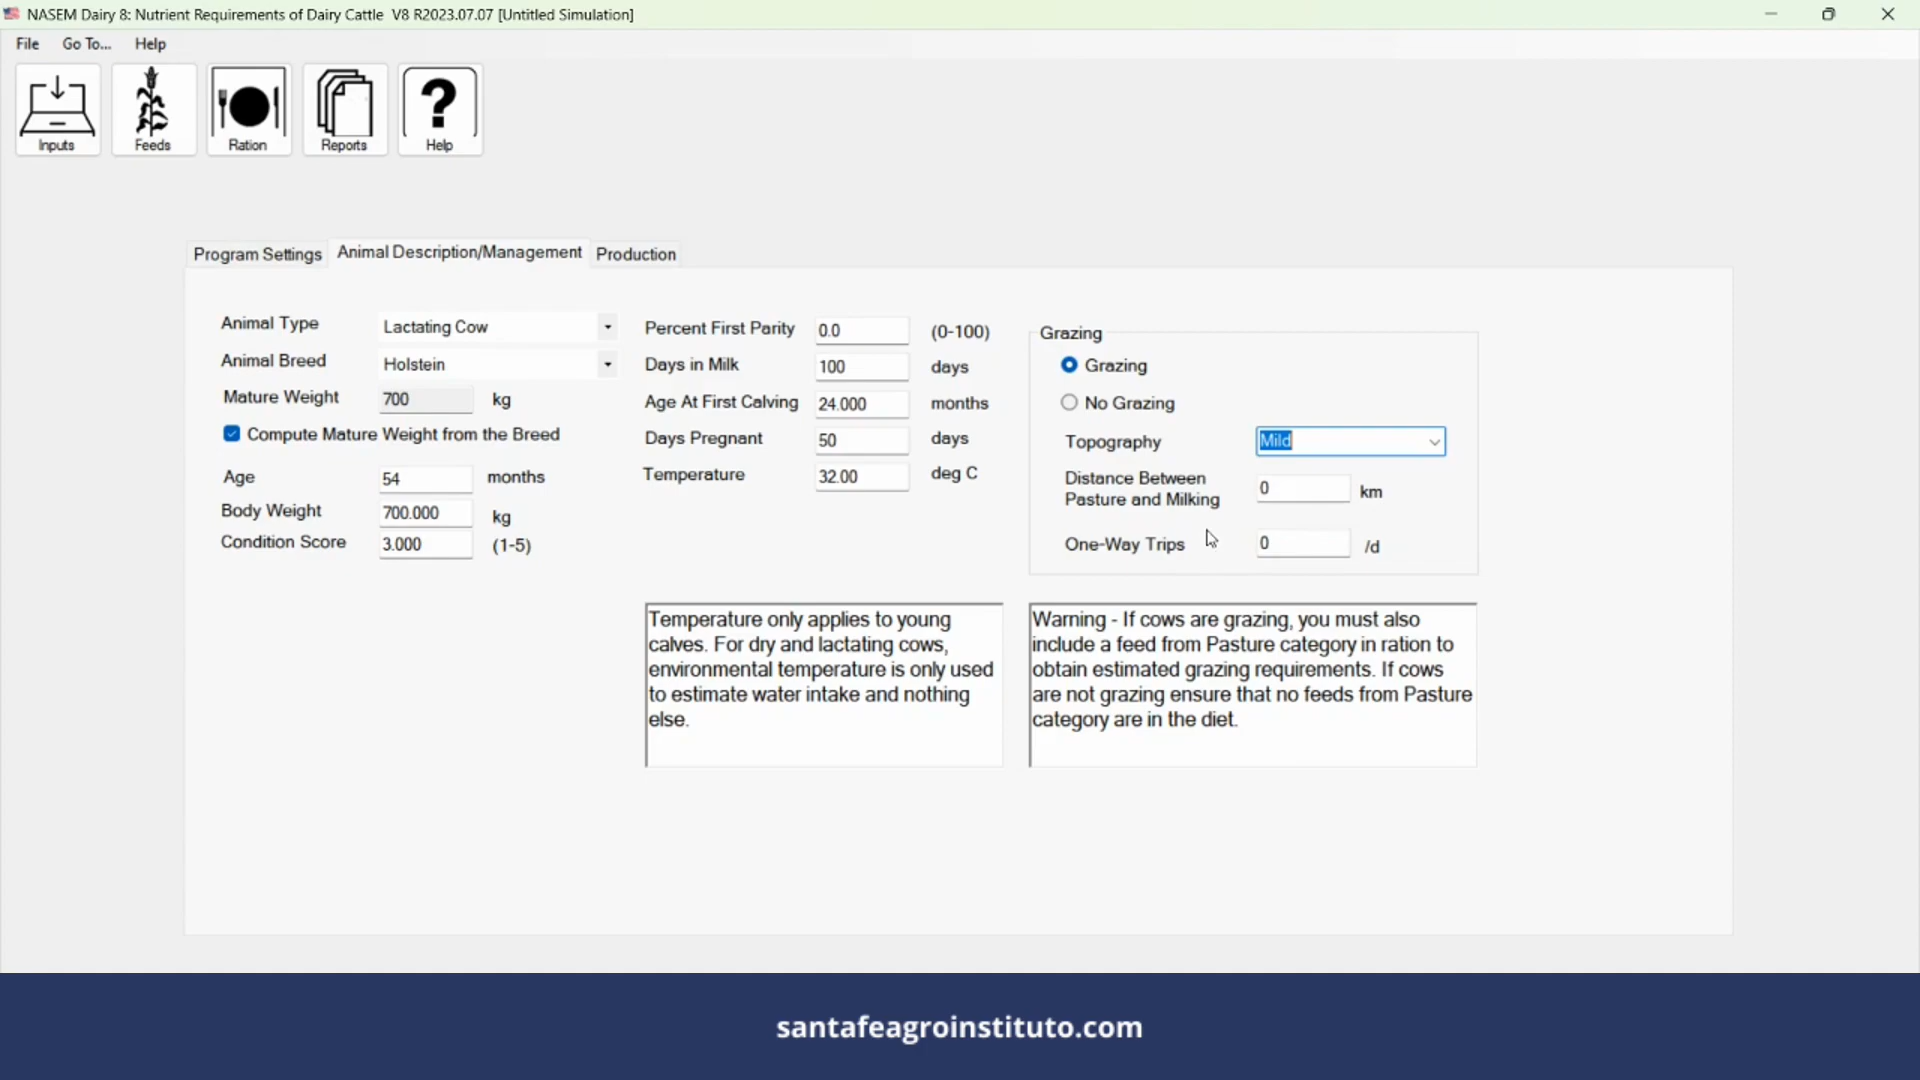 NASEM Dairy 8: Nutrient Requirements of Dairy Cattle V8 R2023.07.07 [Untitled Simulation]
File Go To... Help
Inputs Feeds Ration Reports Help
Program Settings Animal Description/Management Production
Animal Type Lactating Cow
Animal Breed Holstein
Mature Weight 700 kg
Compute Mature Weight from the Breed
Age 54 months
Body Weight 700.000 kg
Condition Score 3.000 (1-5)
Percent First Parity 0.0 (0-100)
Days in Milk 100 days
Age At First Calving 24.000 months
Days Pregnant 50 days
Temperature 32.00 deg C
Grazing
Grazing
No Grazing
Topography Mild
Distance Between
Pasture and Milking 0 km
One-Way Trips 0 /d
Temperature only applies to young
calves. For dry and lactating cows,
environmental temperature is only used
to estimate water intake and nothing
else.
Warning - If cows are grazing, you must also
include a feed from Pasture category in ration to
obtain estimated grazing requirements. If cows
are not grazing ensure that no feeds from Pasture
category are in the diet.
santafeagroinstituto.com